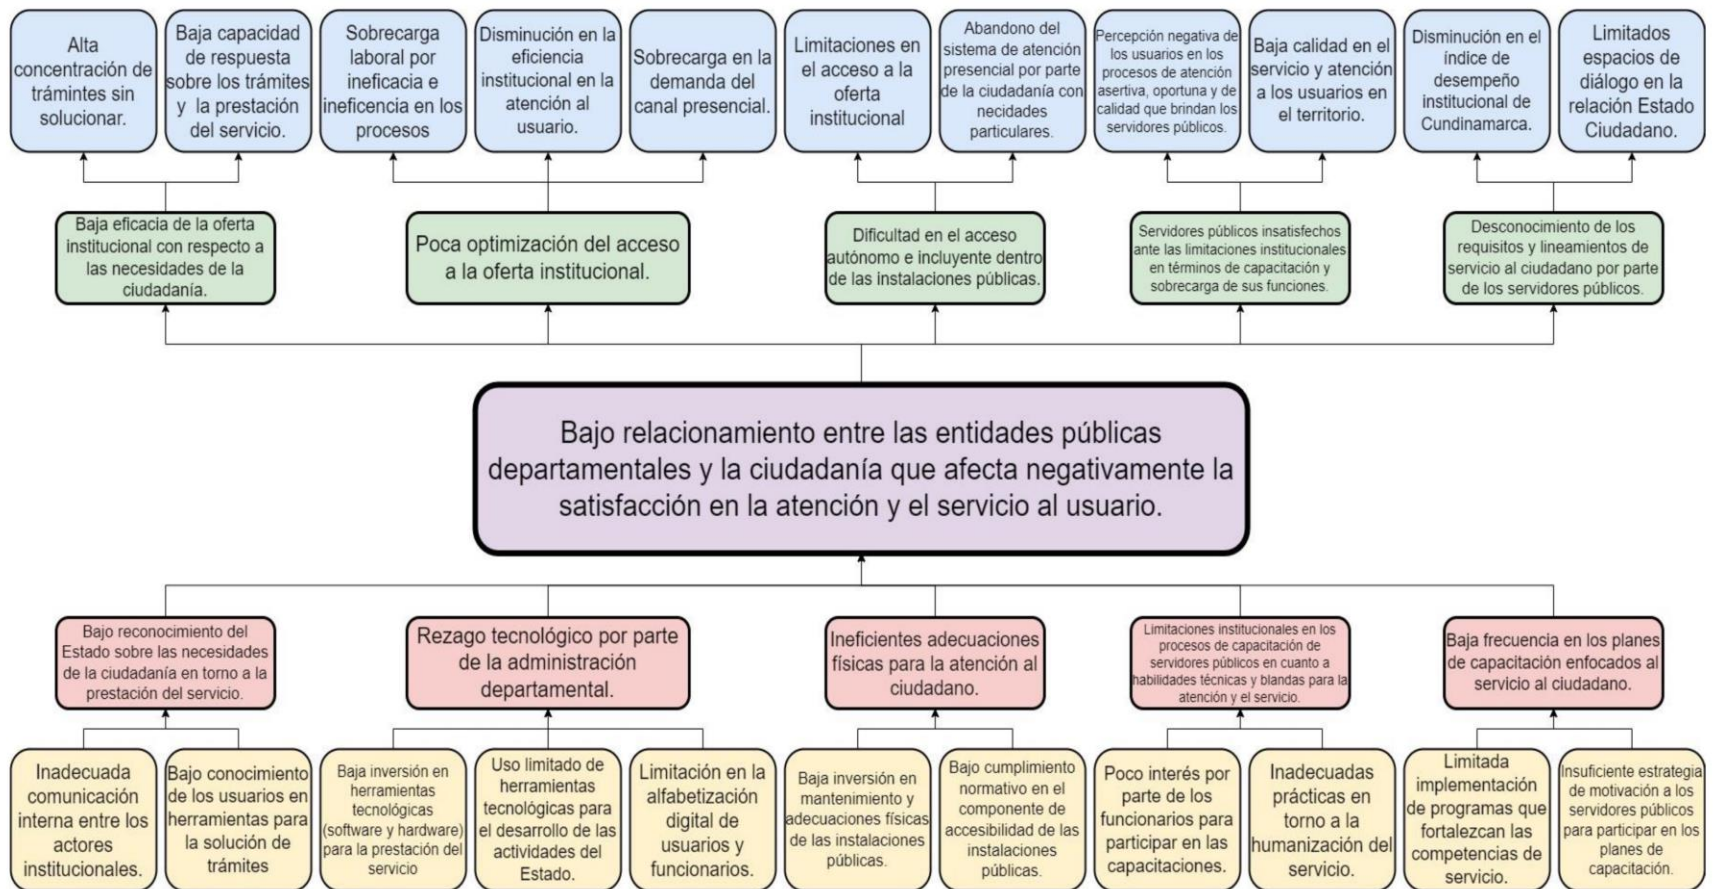 Alta
concentración de
trámintes sin
solucionar.
Baja capacidad
de respuesta
sobre los trámites
y la prestación
del servicio.
Sobrecarga
laboral por
ineficacia e
ineficencia en los
procesos
Disminución en la
eficiencia
institucional en la
atención al
usuario.
Sobrecarga en la
demanda del
canal presencial.
Limitaciones en
el acceso a la
oferta
institucional
Abandono del
sistema de atención
presencial por parte
de la ciudadanía con
necidades
particulares.
Percepción negativa de
los usuarios en los
procesos de atención
asertiva, oportuna y de
calidad que brindan los
servidores públicos.
Baja calidad en el
servicio y atención
a los usuarios en
el territorio.
Disminución en el
índice de
desempeño
institucional de
Cundinamarca.
Limitados
espacios de
diálogo en la
relación Estado
Ciudadano.
Baja eficacia de la oferta
institucional con respecto a
las necesidades de la
ciudadanía.
Poca optimización del acceso
a la oferta institucional.
Dificultad en el acceso
autónomo e incluyente dentro
de las instalaciones públicas.
Servidores públicos insatisfechos
ante las limitaciones institucionales
en términos de capacitación y
sobrecarga de sus funciones.
Desconocimiento de los
requisitos y lineamientos de
servicio al ciudadano por parte
de los servidores públicos.
Bajo relacionamiento entre las entidades públicas
departamentales y la ciudadanía que afecta negativamente la
satisfacción en la atención y el servicio al usuario.
Bajo reconocimiento del
Estado sobre las necesidades
de la ciudadanía en torno a la
prestación del servicio.
Rezago tecnológico por parte
de la administración
departamental.
Ineficientes adecuaciones
físicas para la atención al
ciudadano.
Limitaciones institucionales en los
procesos de capacitación de
servidores públicos en cuanto a
habilidades técnicas y blandas para la
atención y el servicio.
Baja frecuencia en los planes
de capacitación enfocados al
servicio al ciudadano.
Inadecuada
comunicación
interna entre los
actores
institucionales.
Bajo conocimiento
de los usuarios en
herramientas para
la solución de
trámites
Baja inversión en
herramientas
tecnológicas
(software y hardware)
para la prestación del
servicio
Uso limitado de
herramientas
tecnológicas para
el desarrollo de las
actividades del
Estado.
Limitación en la
alfabetización
digital de
usuarios y
funcionarios.
Baja inversión en
mantenimiento y
adecuaciones físicas
de las instalaciones
públicas.
Bajo cumplimiento
normativo en el
componente de
accesibilidad de las
instalaciones
públicas.
Poco interés por
parte de los
funcionarios para
participar en las
capacitaciones.
Inadecuadas
prácticas en
torno a la
humanización del
servicio.
Limitada
implementación
de programas que
fortalezcan las
competencias de
servicio.
Insuficiente estrategia
de motivación a los
servidores públicos
para participar en los
planes de
capacitación.